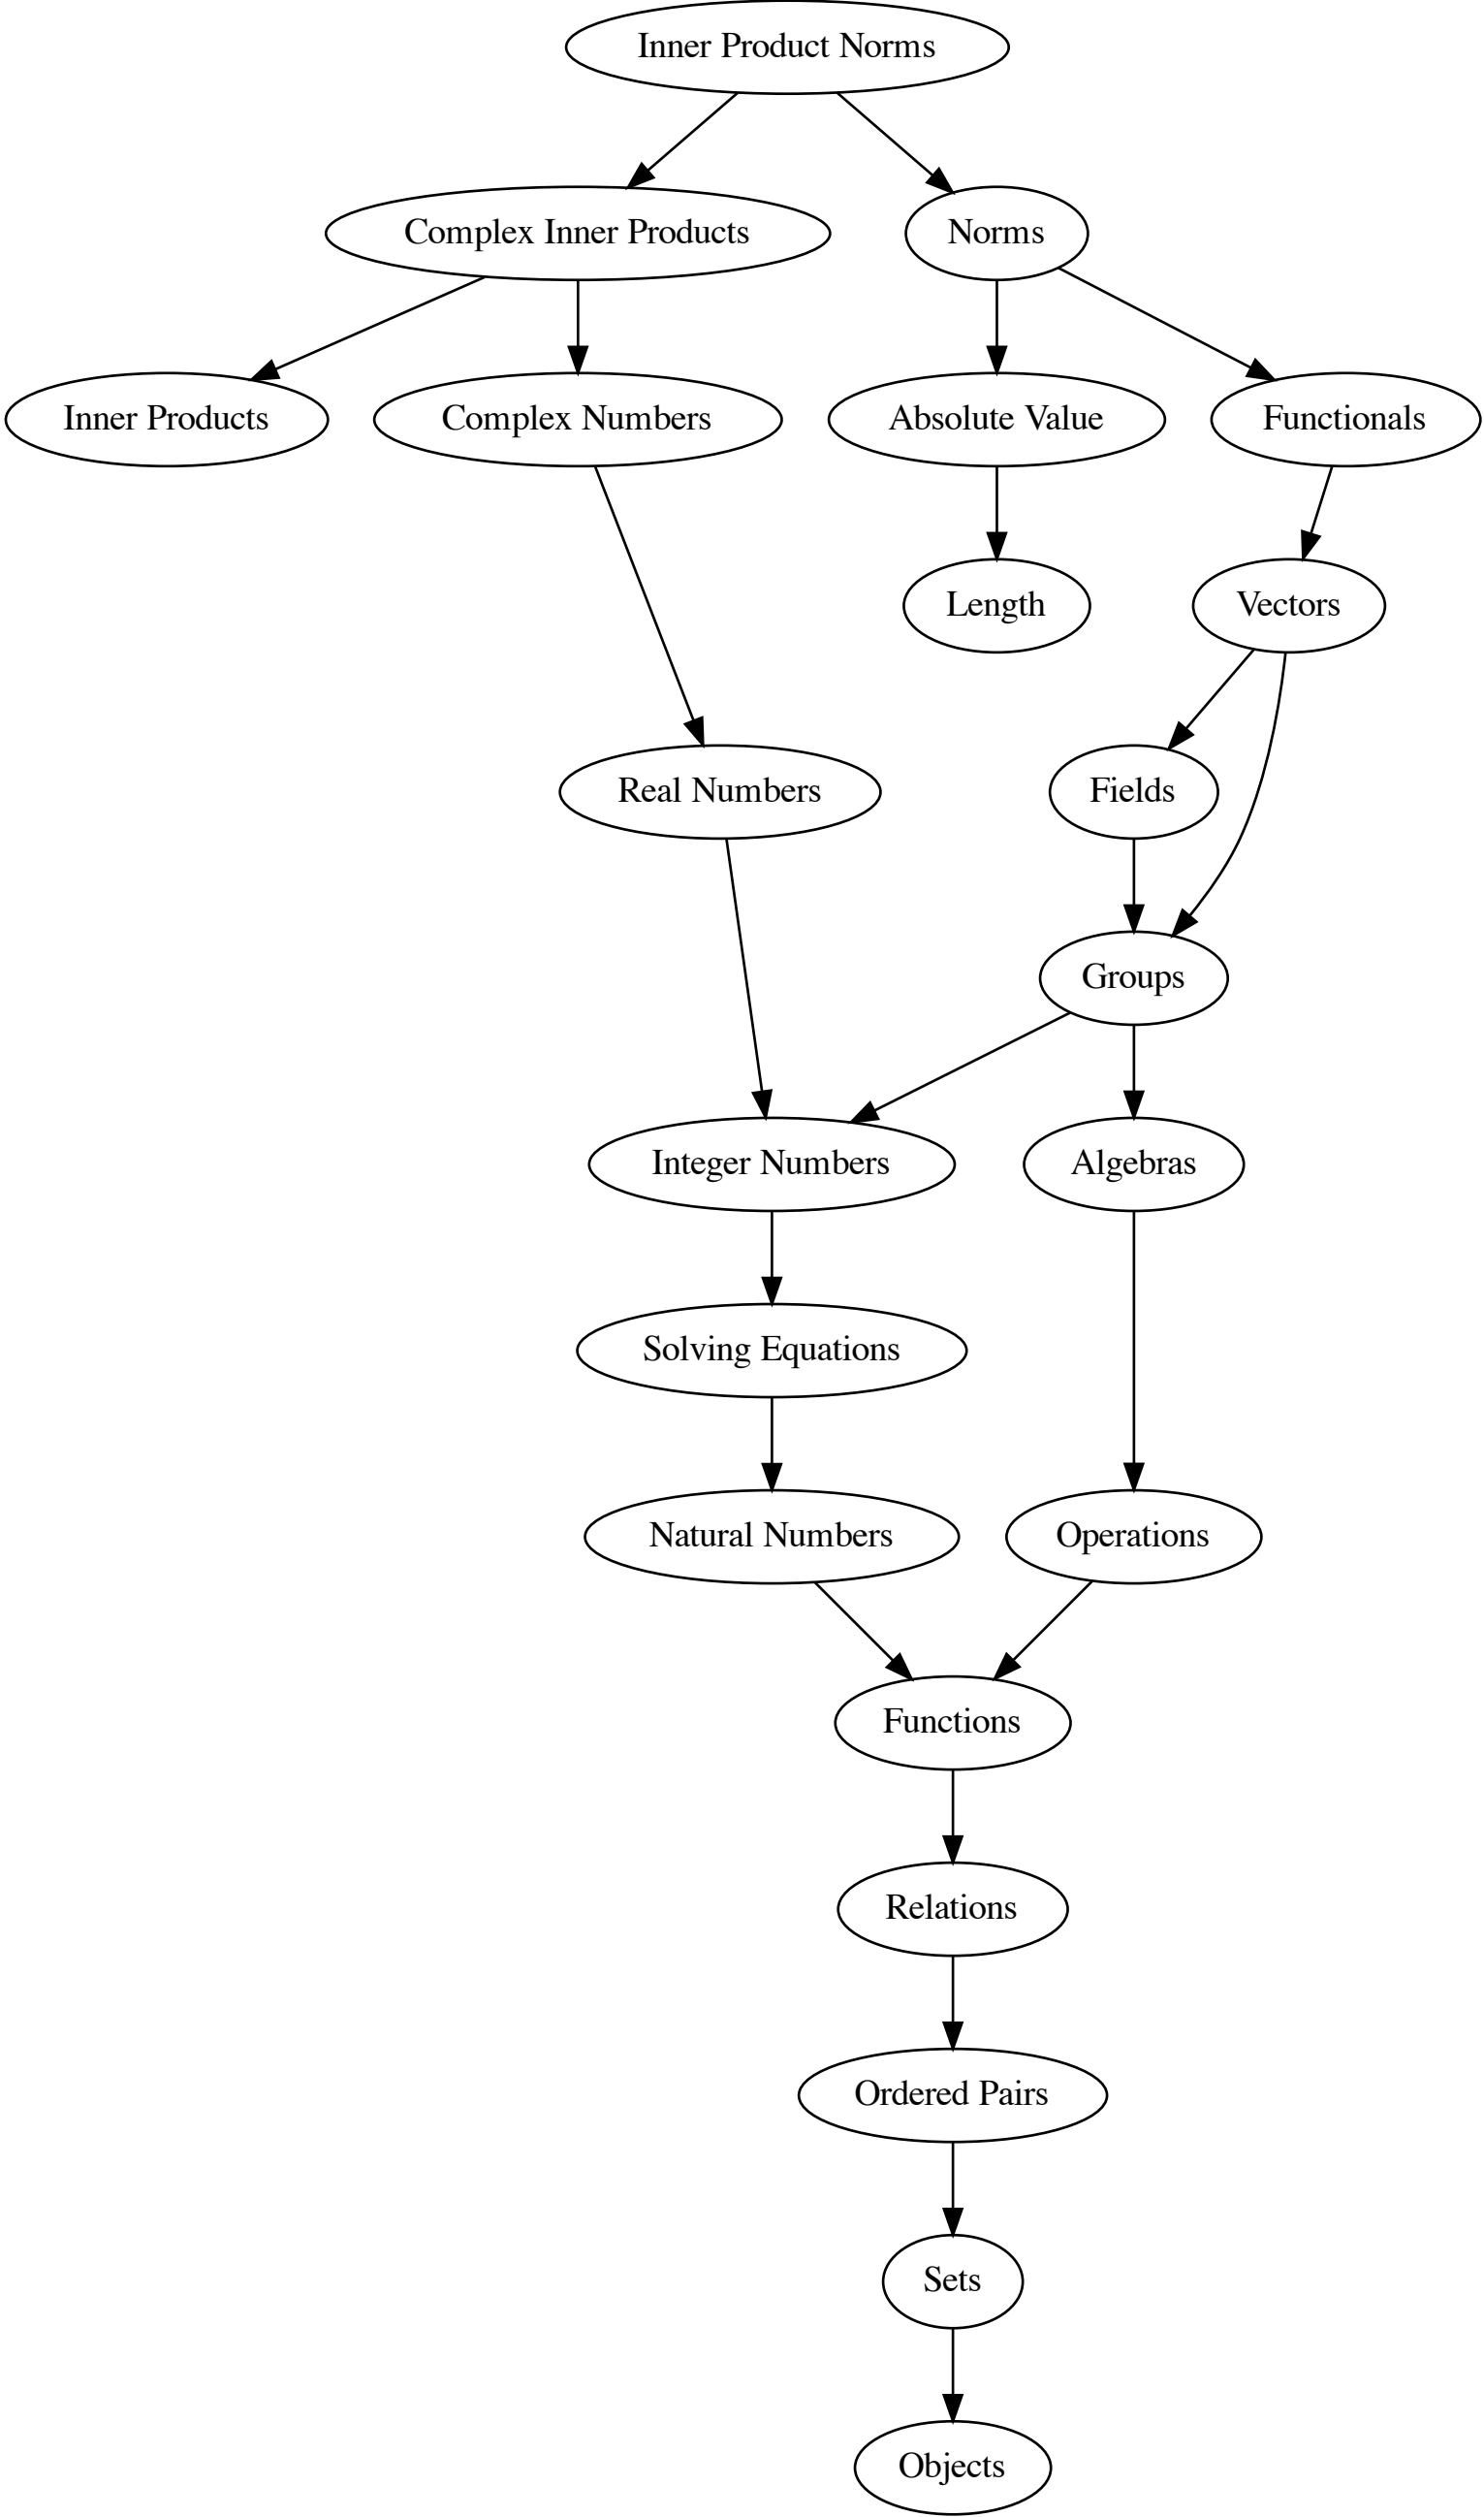 Inner Product Norms
Complex Inner Products
Norms
Inner Products
Complex Numbers
Absolute Value
Functionals
Length
Vectors
Real Numbers
Fields
Groups
Integer Numbers
Algebras
Solving Equations
Natural Numbers
Operations
Functions
Relations
Ordered Pairs
Sets
Objects